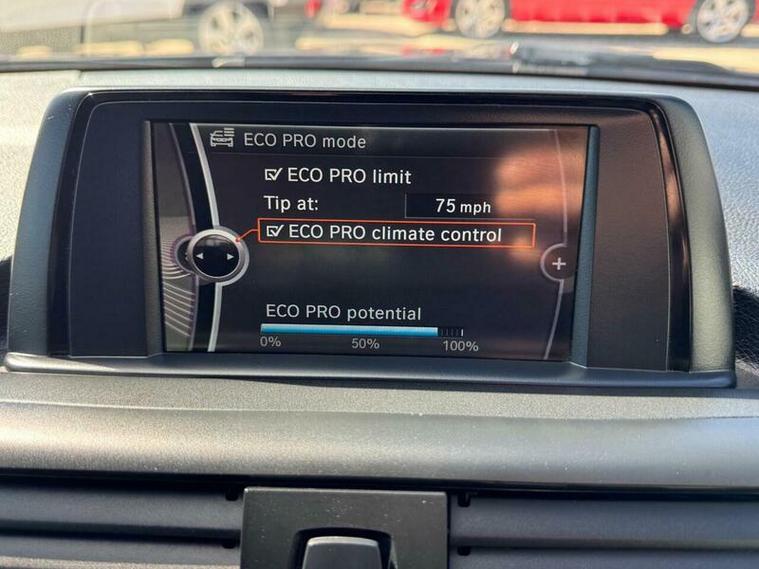 ECO PRO mode
ECO PRO limit
Tip at: 75 mph
ECO PRO climate control
ECO PRO potential
0% 50% 100%